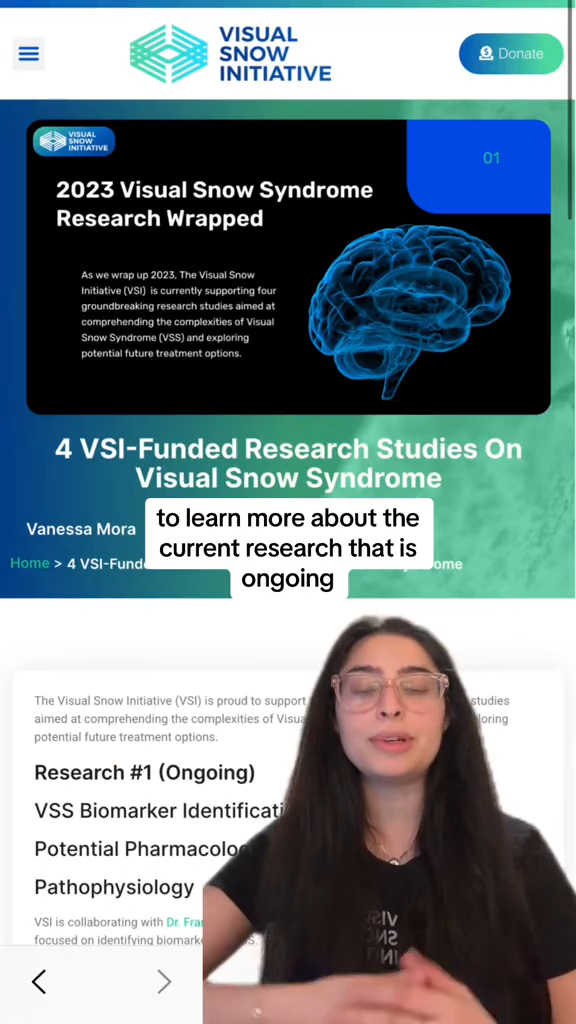 VISUAL
SNOW
INITIATIVE
Donate
VISUAL
SNOW
INITIATIVE
01
2023 Visual Snow Syndrome
Research Wrapped
As we wrap up 2023, The Visual Snow
Initiative (VSI) is currently supporting four
groundbreaking research studies aimed at
comprehending the complexities of Visual
Snow Syndrome (VSS) and exploring
potential future treatment options.
4 VSI-Funded Research Studies On
Visual Snow Syndrome
Vanessa Mora
to learn more about the
current research that is
ongoing
Home > 4 VSI-Fund
The Visual Snow Initiative (VSI) is proud to support studies
aimed at comprehending the complexities of
potential future treatment options.
Research #1 (Ongoing)
VSS Biomarker
Potential
Pathophysiology
VSI is collaborating with Dr.
focused on identifying